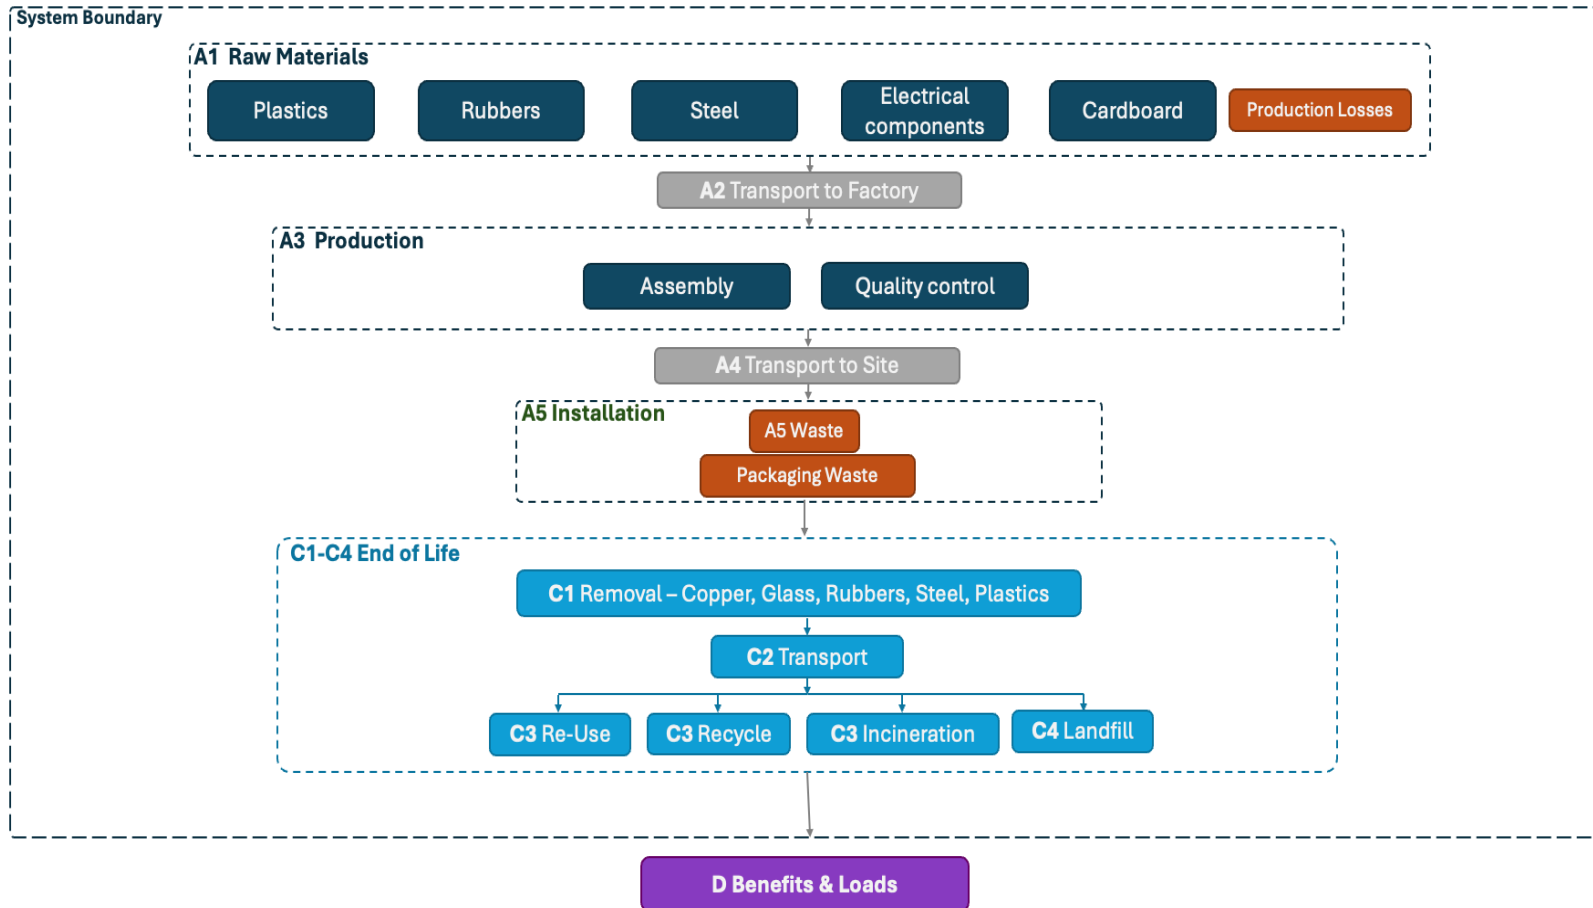 System Boundary
A1 Raw Materials
Plastics
Rubbers
Steel
Electrical
components
Cardboard
Production Losses
A2 Transport to Factory
A3 Production
Assembly
Quality control
A4 Transport to Site
A5 Installation
A5 Waste
Packaging Waste
C1-C4 End of Life
C1 Removal – Copper, Glass, Rubbers, Steel, Plastics
C2 Transport
C3 Re-Use
C3 Recycle
C3 Incineration
C4 Landfill
D Benefits & Loads